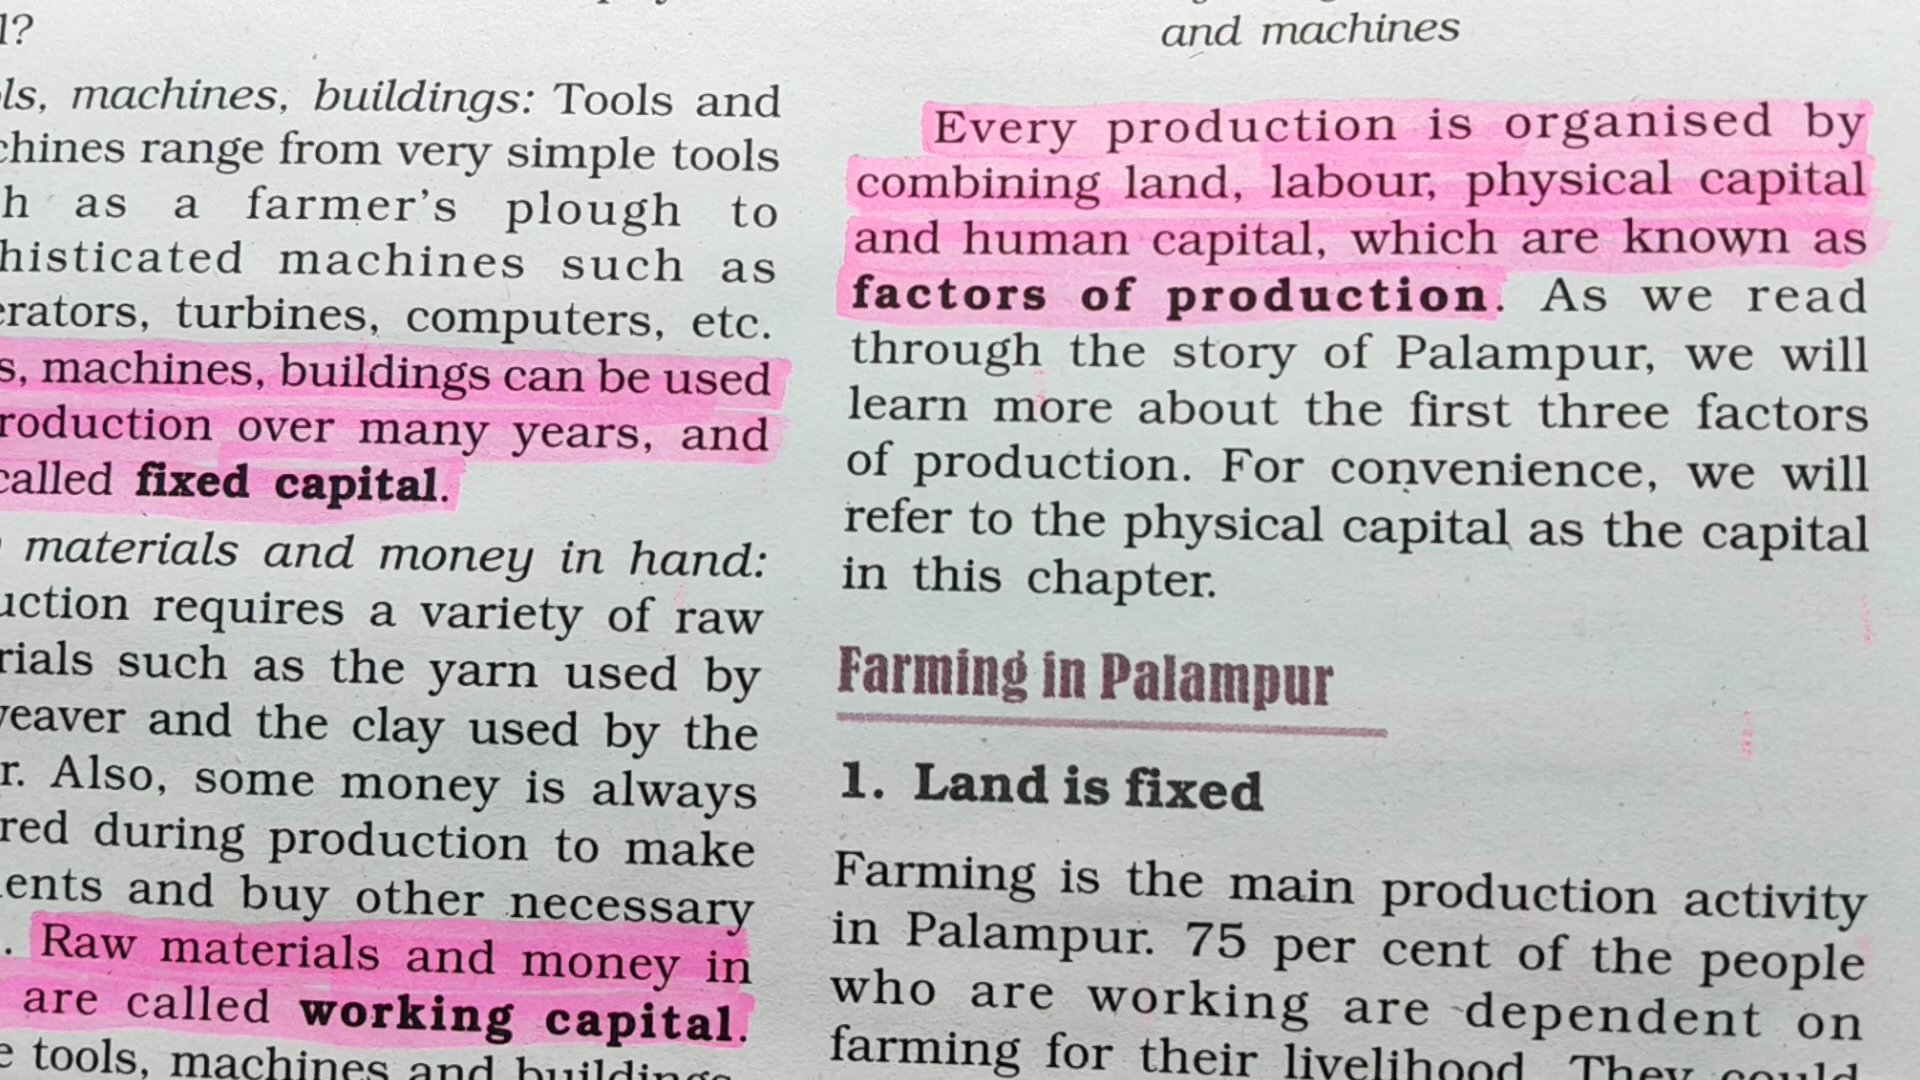 l?
ls, machines, buildings: Tools and
chines range from very simple tools
h as a farmer's plough to
histicated machines such as
erators, turbines, computers, etc.
s, machines, buildings can be used
roduction over many years, and
called fixed capital.
materials and money in hand:
uction requires a variety of raw
rials such as the yarn used by
eaver and the clay used by the
r. Also, some money is always
red during production to make
ents and buy other necessary
. Raw materials and money in
are called working capital.
e tools, machines and buildings,
and machines
Every production is organised by
combining land, labour, physical capital
and human capital, which are known as
factors of production. As we read
through the story of Palampur, we will
learn more about the first three factors
of production. For convenience, we will
refer to the physical capital as the capital
in this chapter.
Farming in Palampur
1. Land is fixed
Farming is the main production activity
in Palampur. 75 per cent of the people
who are working are dependent on
farming for their livelihood. They could